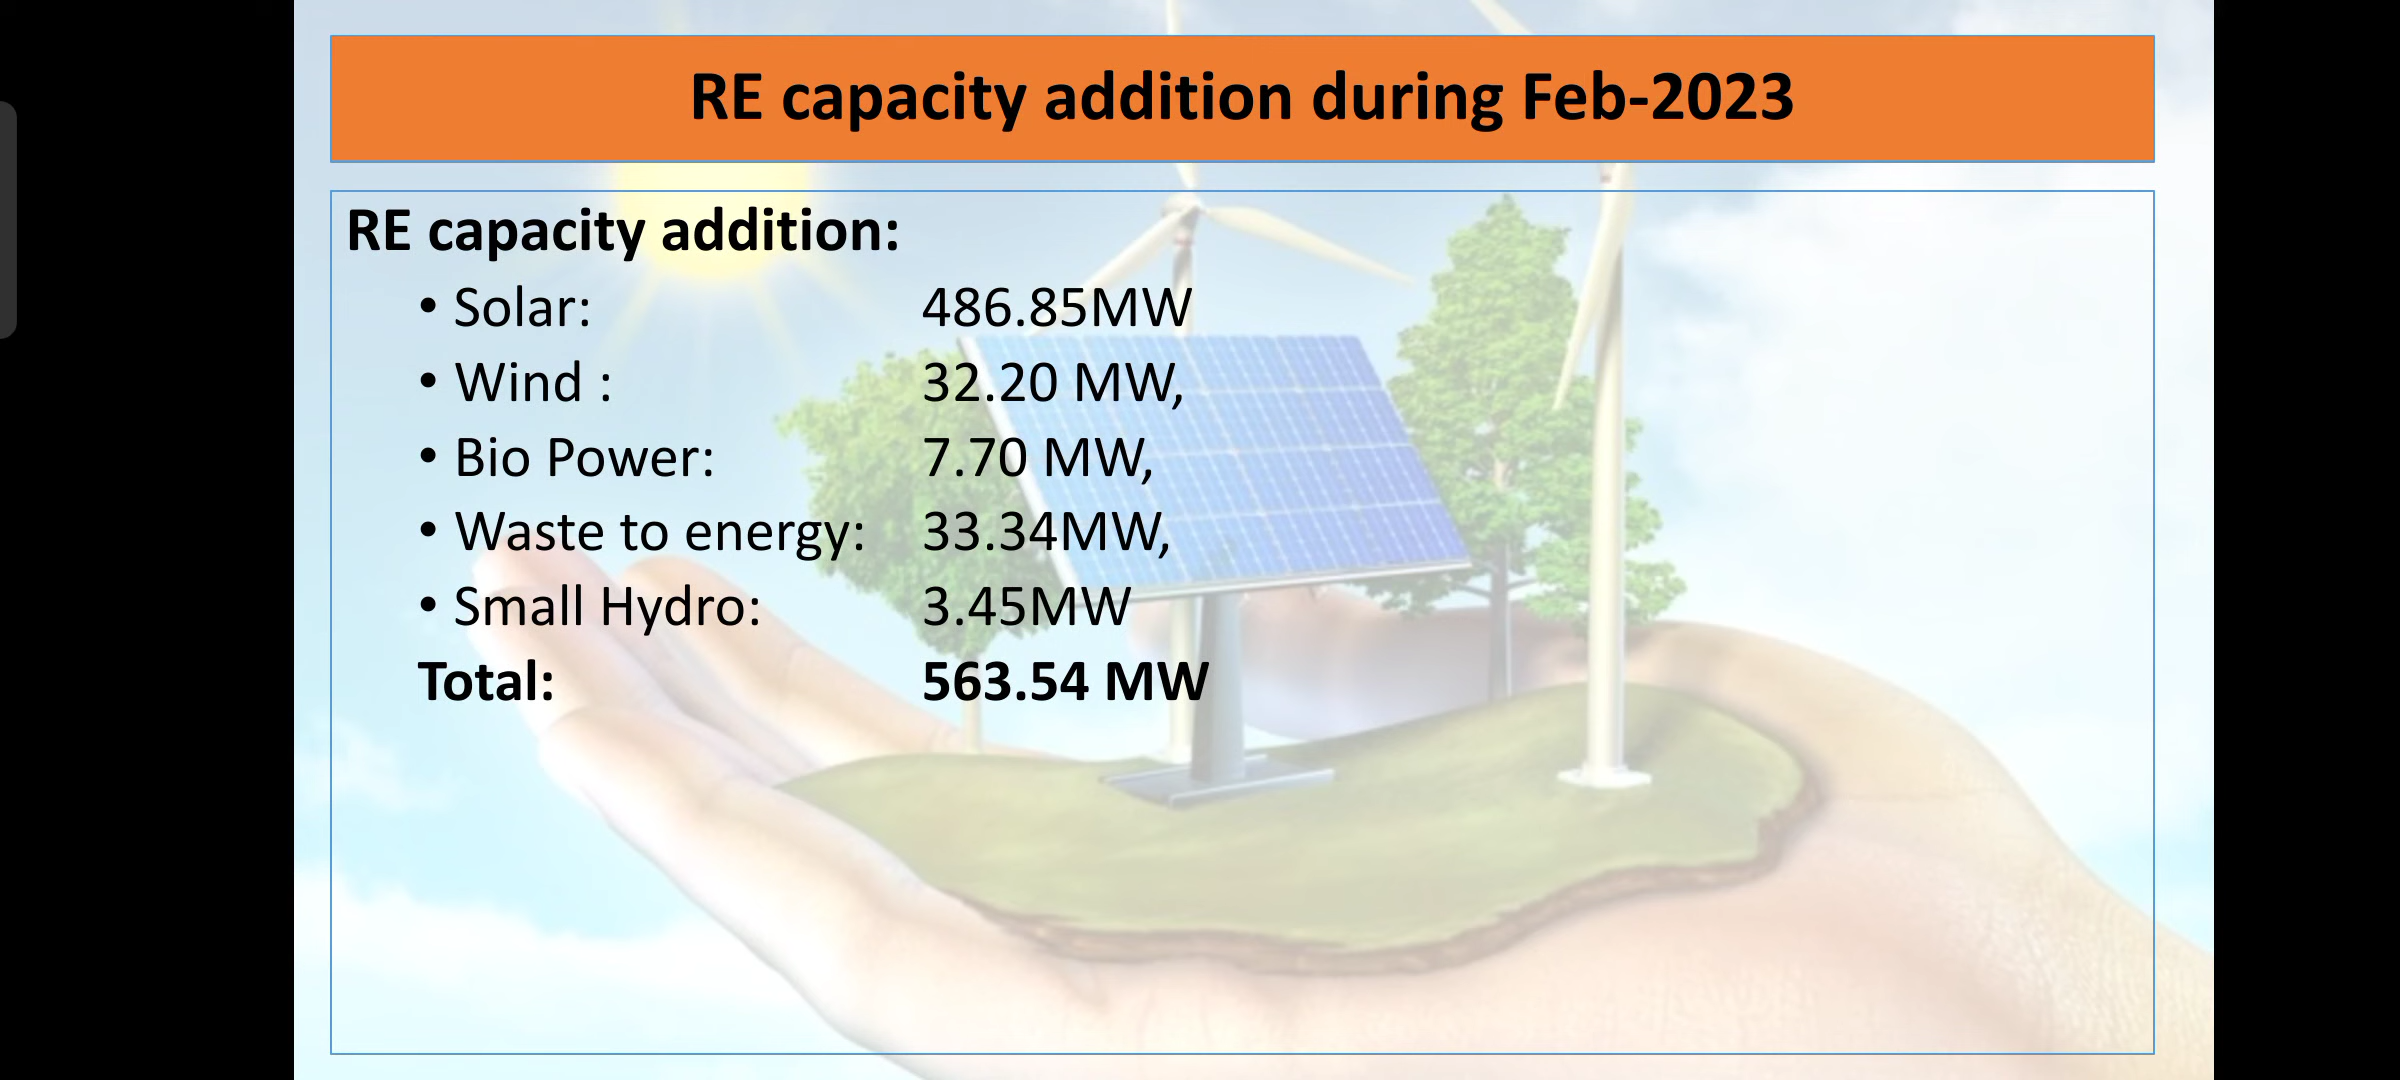 RE capacity addition during Feb-2023
RE capacity addition:
• Solar: 486.85MW
• Wind : 32.20 MW,
• Bio Power: 7.70 MW,
• Waste to energy: 33.34MW,
• Small Hydro: 3.45MW
Total: 563.54 MW